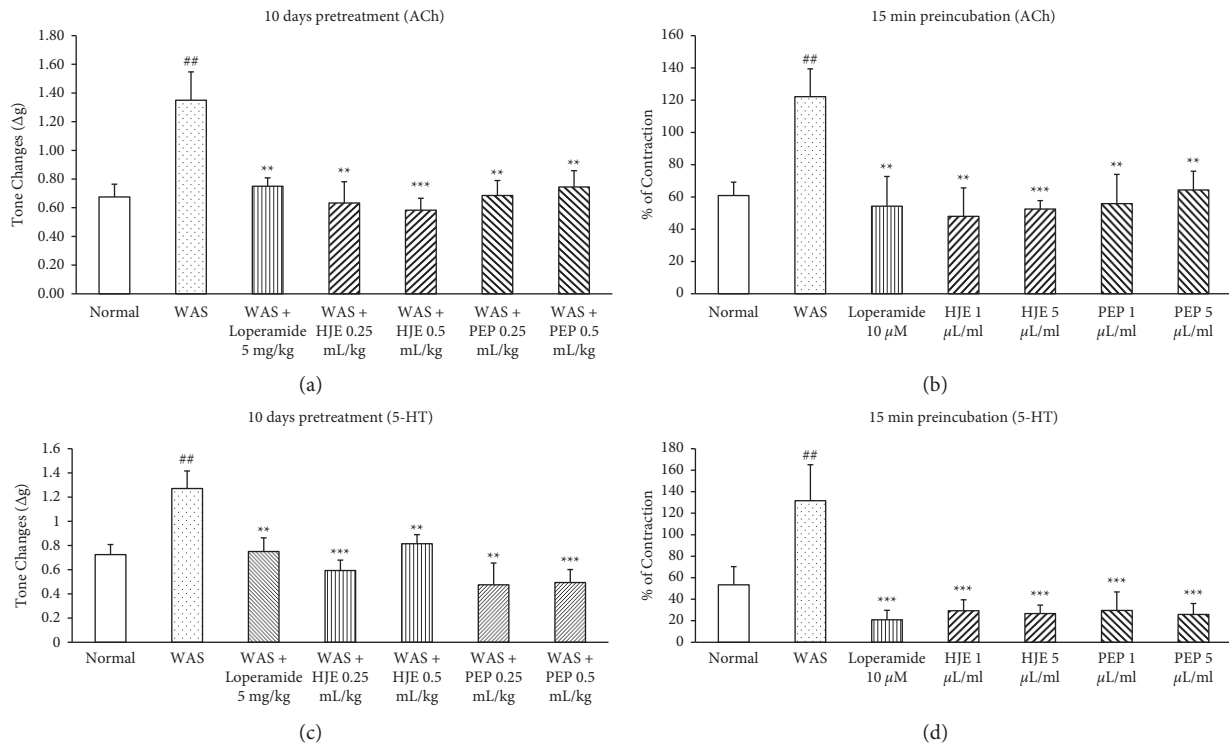 10 days pretreatment (ACh)
Tone Changes (Δg)
1.80
1.60
1.40
1.20
1.00
0.80
0.60
0.40
0.20
0.00
##
**
**
***
**
**
Normal
WAS
WAS +
Loperamide
5 mg/kg
WAS +
HJE 0.25
mL/kg
WAS +
HJE 0.5
mL/kg
WAS +
PEP 0.25
mL/kg
WAS +
PEP 0.5
mL/kg
(a)
15 min preincubation (ACh)
% of Contraction
160
140
120
100
80
60
40
20
0
##
**
**
***
**
**
Normal
WAS
Loperamide
10 µM
HJE 1
µL/ml
HJE 5
µL/ml
PEP 1
µL/ml
PEP 5
µL/ml
(b)
10 days pretreatment (5-HT)
Tone Changes (Δg)
1.6
1.4
1.2
1
0.8
0.6
0.4
0.2
0
##
**
***
**
**
***
Normal
WAS
WAS +
Loperamide
5 mg/kg
WAS +
HJE 0.25
mL/kg
WAS +
HJE 0.5
mL/kg
WAS +
PEP 0.25
mL/kg
WAS +
PEP 0.5
mL/kg
(c)
15 min preincubation (5-HT)
% of Contraction
180
160
140
120
100
80
60
40
20
0
##
***
***
***
***
***
Normal
WAS
Loperamide
10 µM
HJE 1
µL/ml
HJE 5
µL/ml
PEP 1
µL/ml
PEP 5
µL/ml
(d)